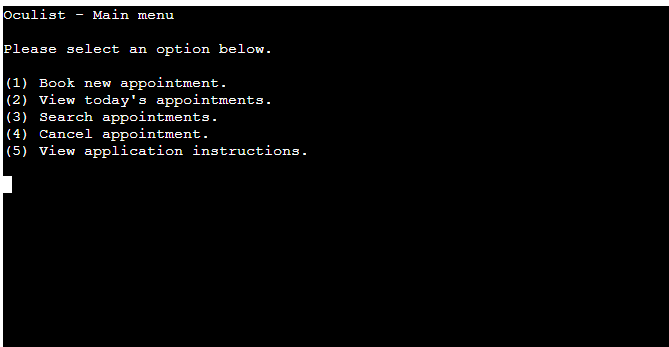 Oculist - Main menu
Please select an option below.
(1) Book new appointment.
(2) View today's appointments.
(3) Search appointments.
(4) Cancel appointment.
(5) View application instructions.